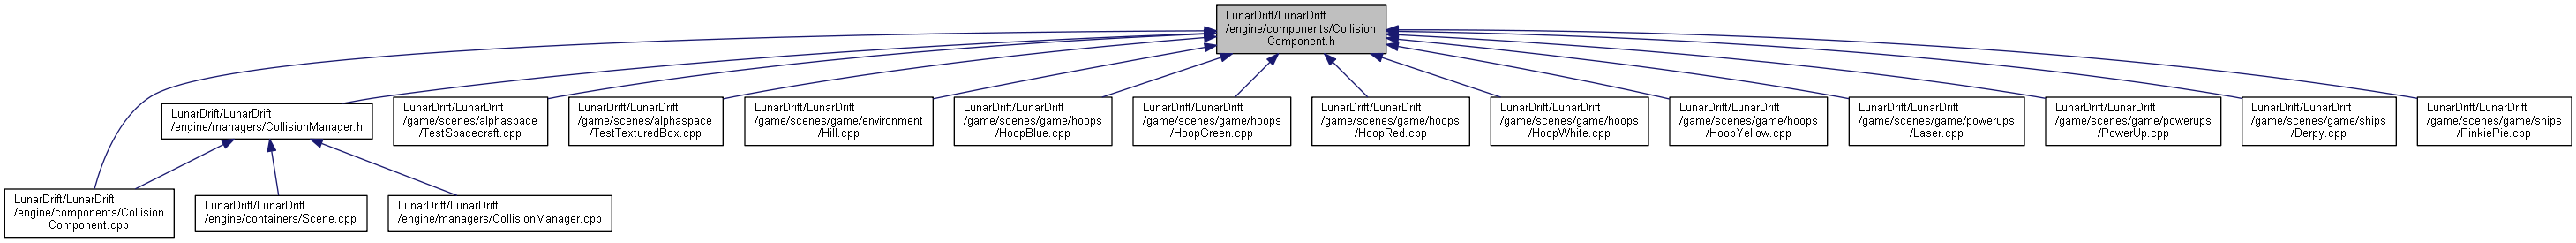 LunarDrift/LunarDrift
/engine/components/Collision
Component.h
LunarDrift/LunarDrift
/engine/managers/CollisionManager.h
LunarDrift/LunarDrift
/game/scenes/alphaspace
/TestSpacecraft.cpp
LunarDrift/LunarDrift
/game/scenes/alphaspace
/TestTexturedBox.cpp
LunarDrift/LunarDrift
/game/scenes/game/environment
/Hill.cpp
LunarDrift/LunarDrift
/game/scenes/game/hoops
/HoopBlue.cpp
LunarDrift/LunarDrift
/game/scenes/game/hoops
/HoopGreen.cpp
LunarDrift/LunarDrift
/game/scenes/game/hoops
/HoopRed.cpp
LunarDrift/LunarDrift
/game/scenes/game/hoops
/HoopWhite.cpp
LunarDrift/LunarDrift
/game/scenes/game/hoops
/HoopYellow.cpp
LunarDrift/LunarDrift
/game/scenes/game/powerups
/Laser.cpp
LunarDrift/LunarDrift
/game/scenes/game/powerups
/PowerUp.cpp
LunarDrift/LunarDrift
/game/scenes/game/ships
/Derpy.cpp
LunarDrift/LunarDrift
/game/scenes/game/ships
/PinkiePie.cpp
LunarDrift/LunarDrift
/engine/components/Collision
Component.cpp
LunarDrift/LunarDrift
/engine/containers/Scene.cpp
LunarDrift/LunarDrift
/engine/managers/CollisionManager.cpp